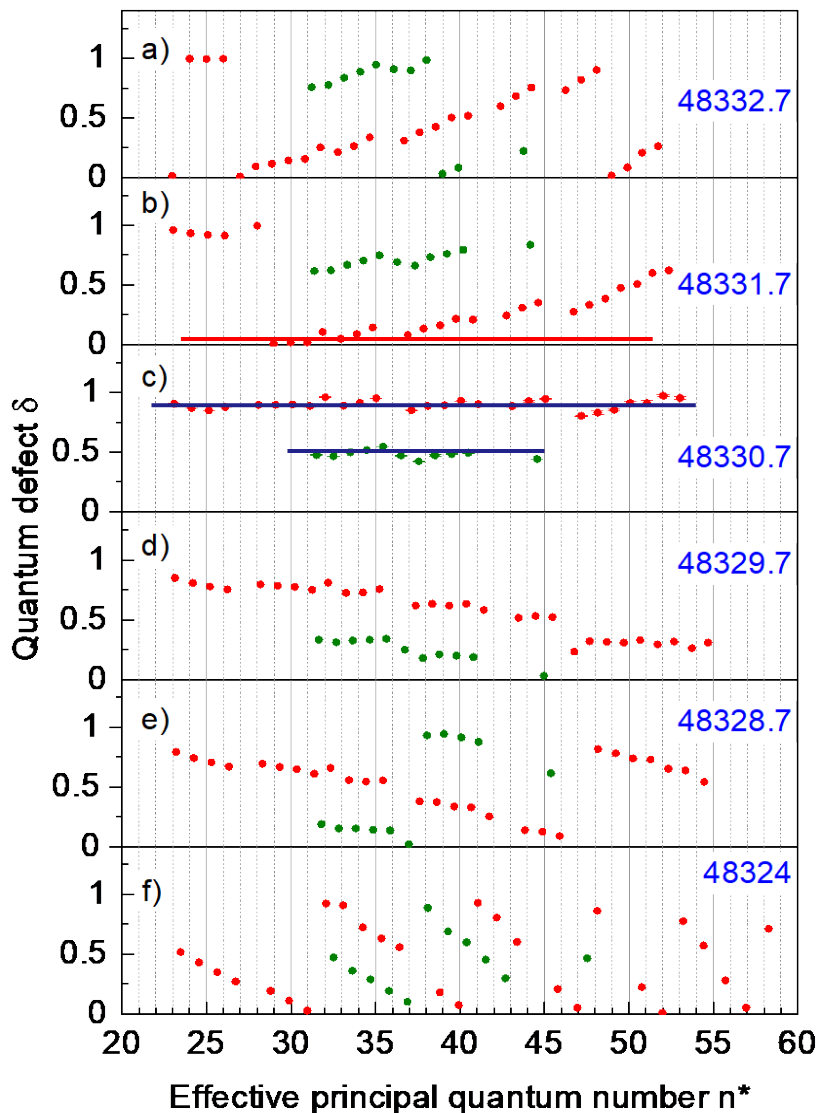 a)
1
0.5
0
48332.7
b)
1
0.5
0
48331.7
c)
1
0.5
0
48330.7
d)
1
0.5
0
48329.7
e)
1
0.5
0
48328.7
f)
1
0.5
0
48324
Quantum defect δ
20 25 30 35 40 45 50 55 60
Effective principal quantum number n*